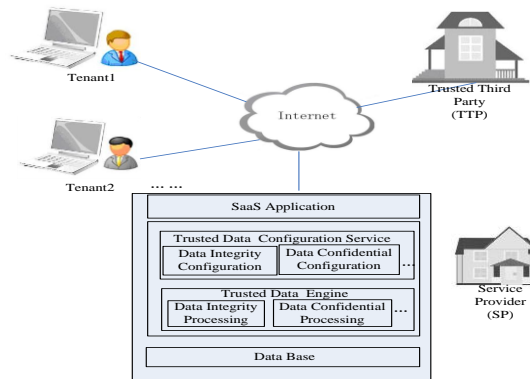 Tenant1
Trusted Third
Party
(TTP)
Internet
Tenant2
... ...
SaaS Application
Trusted Data Configuration Service
Data Integrity
Configuration
Data Confidential
Configuration
...
Trusted Data Engine
Data Integrity
Processing
Data Confidential
Processing
...
Data Base
Service
Provider
(SP)